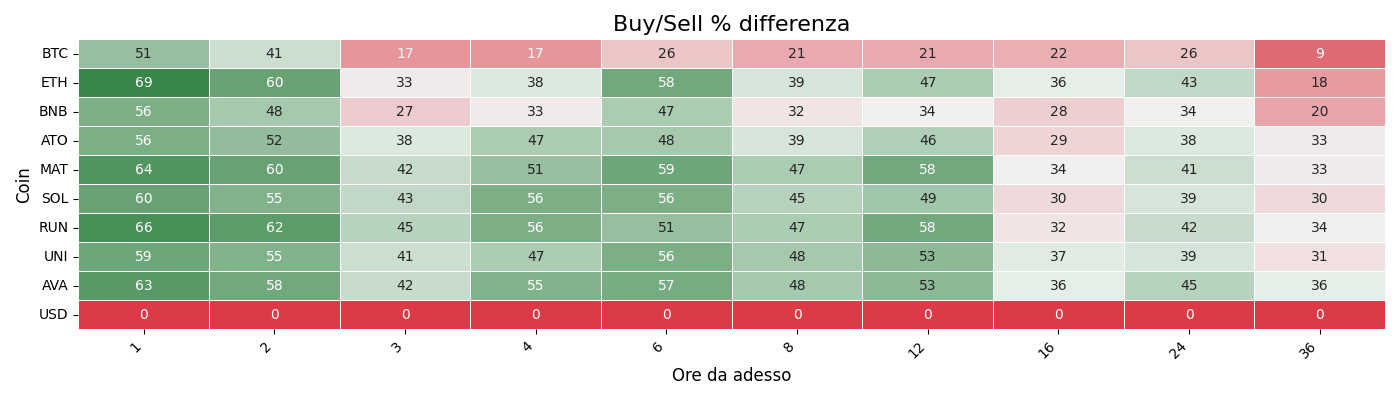 Buy/Sell % differenza
Coin
BTC 51 41 17 17 26 21 21 22 26 9
ETH 69 60 33 38 58 39 47 36 43 18
BNB 56 48 27 33 47 32 34 28 34 20
ATO 56 52 38 47 48 39 46 29 38 33
MAT 64 60 42 51 59 47 58 34 41 33
SOL 60 55 43 56 56 45 49 30 39 30
RUN 66 62 45 56 51 47 58 32 42 34
UNI 59 55 41 47 56 48 53 37 39 31
AVA 63 58 42 55 57 48 53 36 45 36
USD 0 0 0 0 0 0 0 0 0 0
1 2 3 4 6 8 12 16 24 36
Ore da adesso